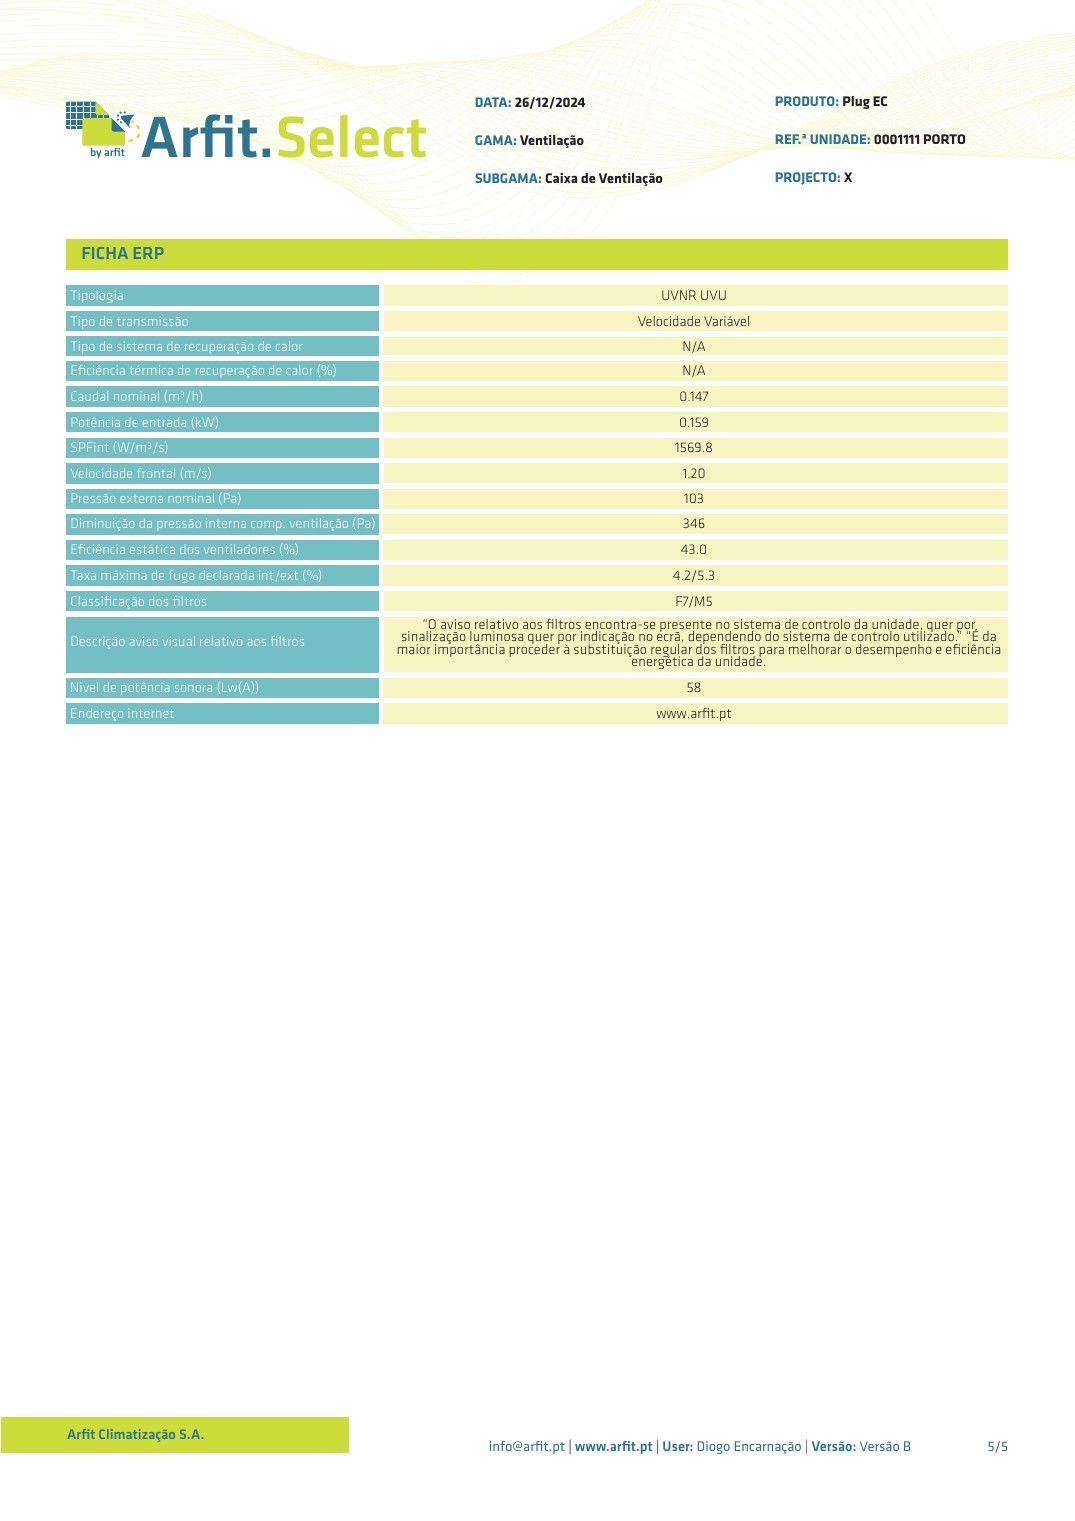 by arfit
Arfit.Select
DATA: 26/12/2024
GAMA: Ventilação
SUBGAMA: Caixa de Ventilação
PRODUTO: Plug EC
REF.ª UNIDADE: 0001111 PORTO
PROJECTO: X
FICHA ERP
Tipologia UVNR UVU
Tipo de transmissão Velocidade Variável
Tipo de sistema de recuperação de calor N/A
Eficiência térmica de recuperação de calor (%) N/A
Caudal nominal (m³/h) 0.147
Potência de entrada (kW) 0.159
SPFint (W/m³/s) 1569.8
Velocidade frontal (m/s) 1.20
Pressão externa nominal (Pa) 103
Diminuição da pressão interna comp. ventilação (Pa) 346
Eficiência estática dos ventiladores (%) 43.0
Taxa máxima de fuga declarada int/ext (%) 4.2/5.3
Classificação dos filtros F7/M5
Descrição aviso visual relativo aos filtros
"O aviso relativo aos filtros encontra-se presente no sistema de controlo da unidade, quer por
sinalização luminosa quer por indicação no ecrã, dependendo do sistema de controlo utilizado." "É da
maior importância proceder à substituição regular dos filtros para melhorar o desempenho e eficiência
energética da unidade.
Nivel de potência sonora (Lw(A)) 58
Endereço internet www.arfit.pt
Arfit Climatização S.A.
info@arfit.pt | www.arfit.pt | User: Diogo Encarnação | Versão: Versão B 5/5